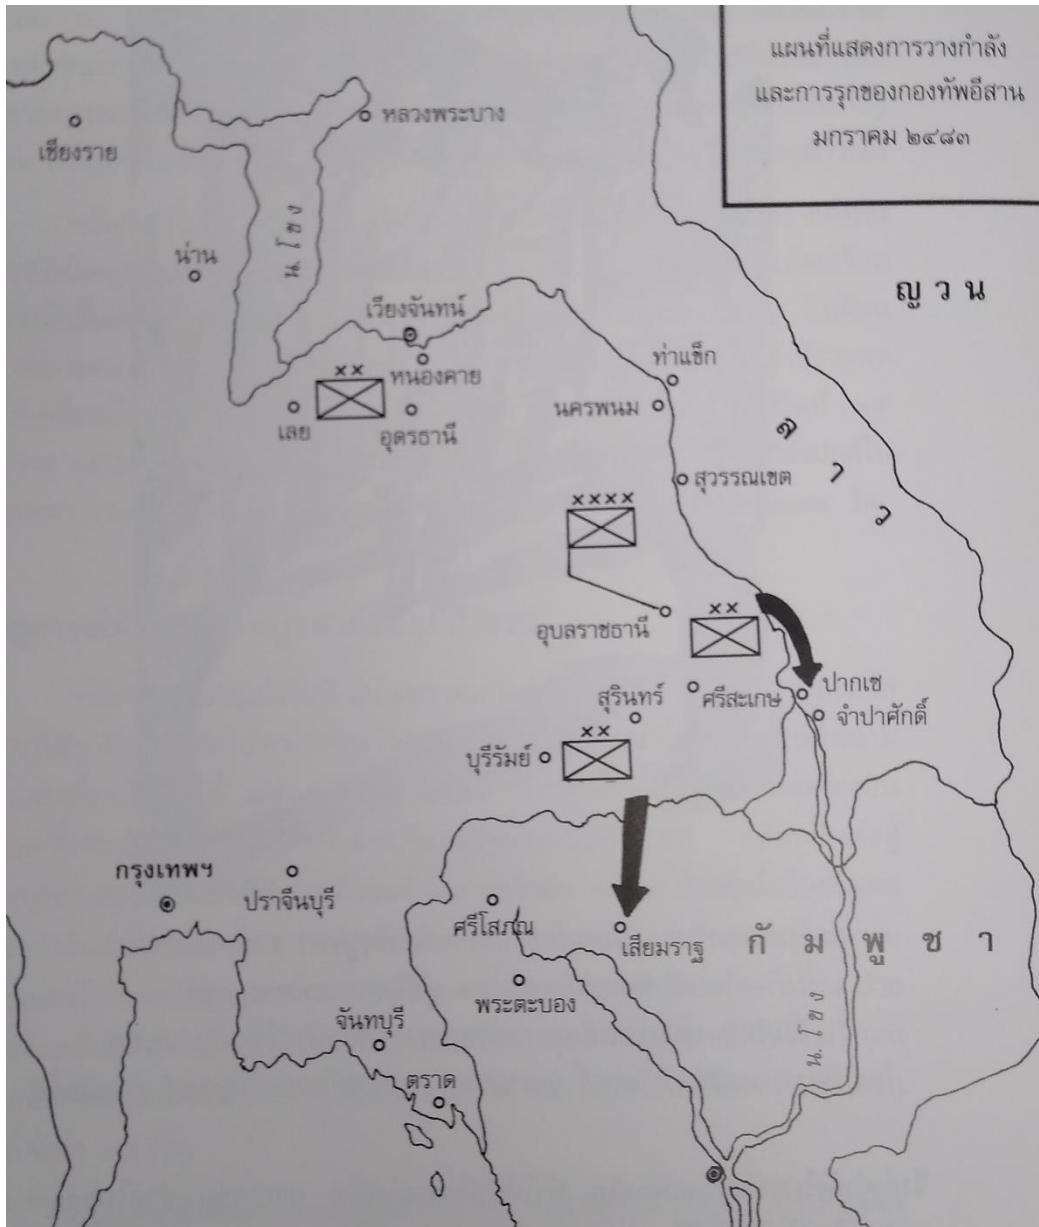 แผนที่แสดงการวางกำลัง
และการรุกของกองทัพอีสาน
มกราคม ๒๔๘๓
หลวงพระบาง
เชียงราย
น. โขง
น่าน
ญวน
เวียงจันทน์
ท่าแข็ก
หนองคาย
นครพนม
××
เลย
อุดรธานี
ลาว
สุวรรณเขต
××××
××
อุบลราชธานี
ปากเซ
สุรินทร์
ศรีสะเกษ
จำปาศักดิ์
××
บุรีรัมย์
กรุงเทพฯ
ปราจีนบุรี
ศรีโสภณ
เสียมราฐ
กัมพูชา
พระตะบอง
จันทบุรี
น. โขง
ตราด